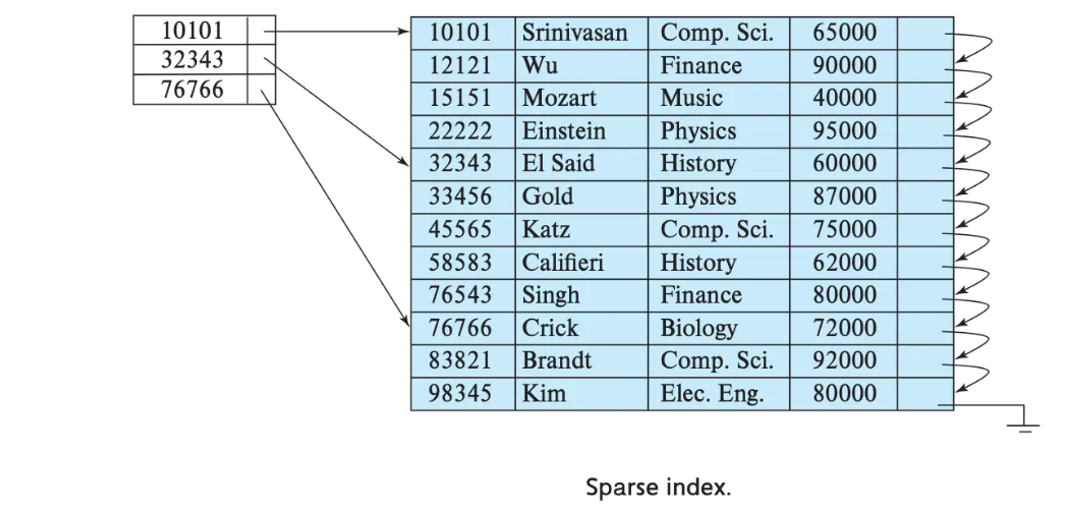 10101
32343
76766
10101 Srinivasan Comp. Sci. 65000
12121 Wu Finance 90000
15151 Mozart Music 40000
22222 Einstein Physics 95000
32343 El Said History 60000
33456 Gold Physics 87000
45565 Katz Comp. Sci. 75000
58583 Califieri History 62000
76543 Singh Finance 80000
76766 Crick Biology 72000
83821 Brandt Comp. Sci. 92000
98345 Kim Elec. Eng. 80000
Sparse index.